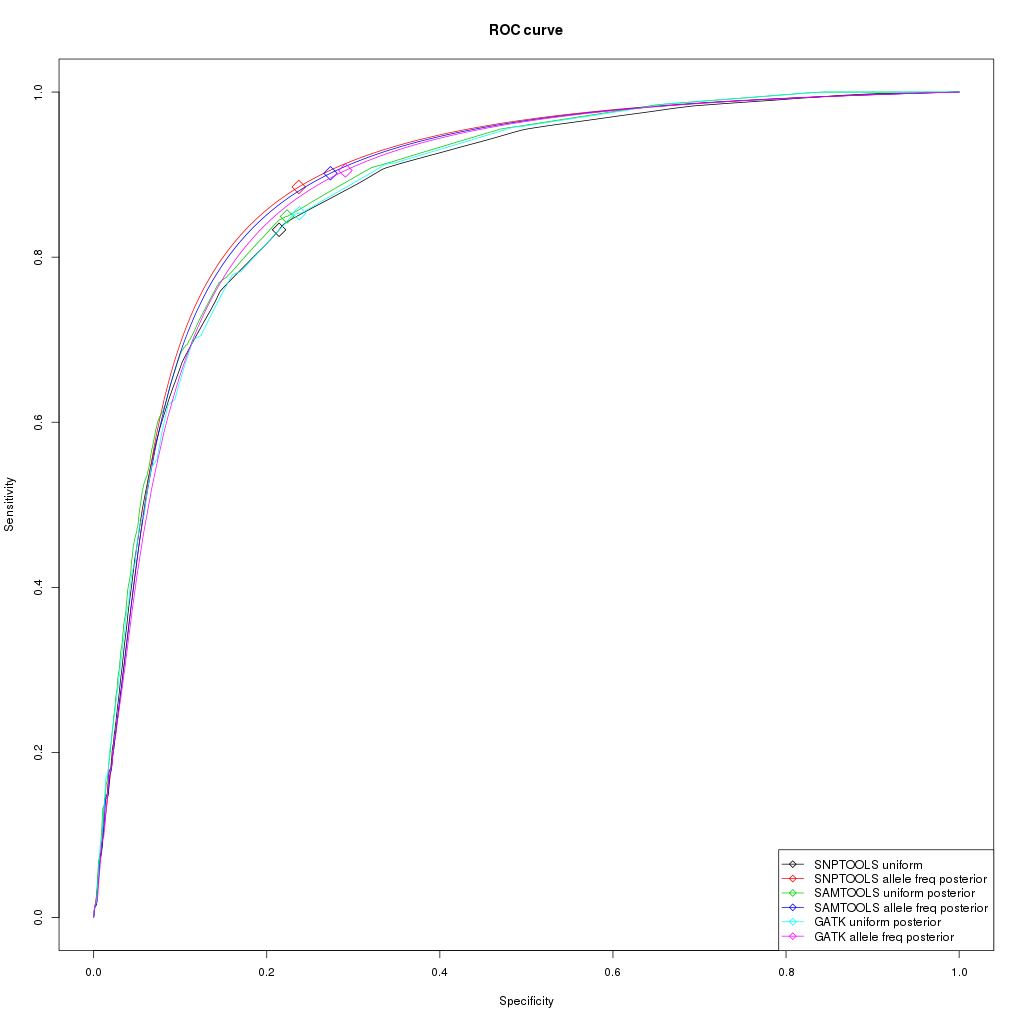 ROC curve
Sensitivity
1.0
0.8
0.6
0.4
0.2
0.0
SNPTOOLS uniform
SNPTOOLS allele freq posterior
SAMTOOLS uniform posterior
SAMTOOLS allele freq posterior
GATK uniform posterior
GATK allele freq posterior
0.0 0.2 0.4 0.6 0.8 1.0
Specificity